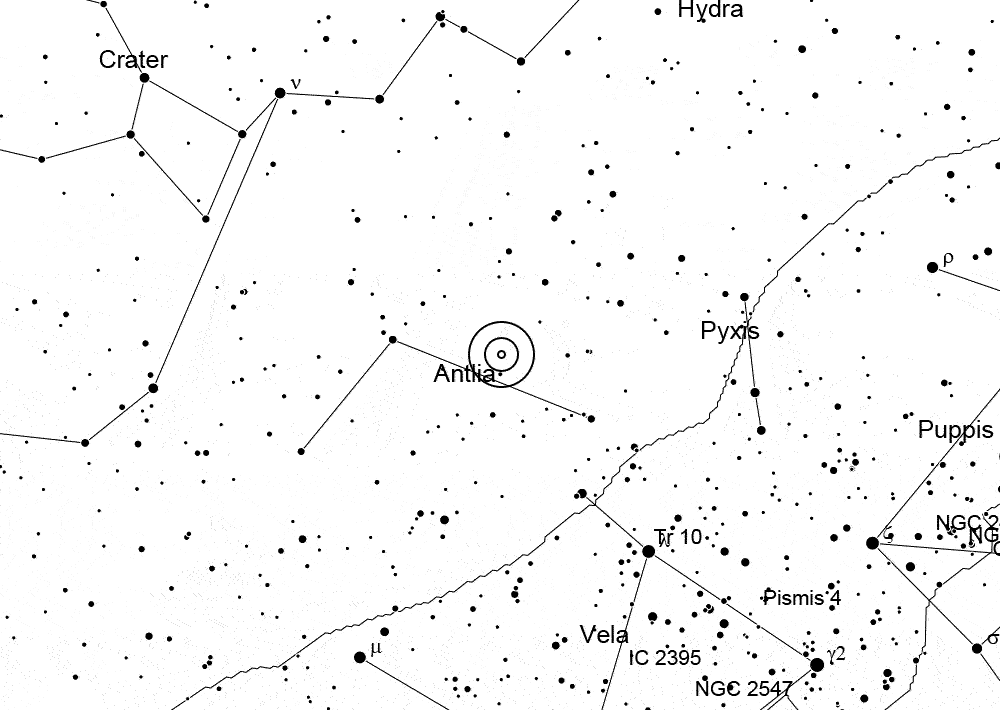 Hydra
Crater
ν
ρ
Pyxis
Antlia
Puppis
NGC 2
NG
ζ
Tr 10
λ
Pismis 4
Vela
σ
μ
IC 2395
γ2
NGC 2547